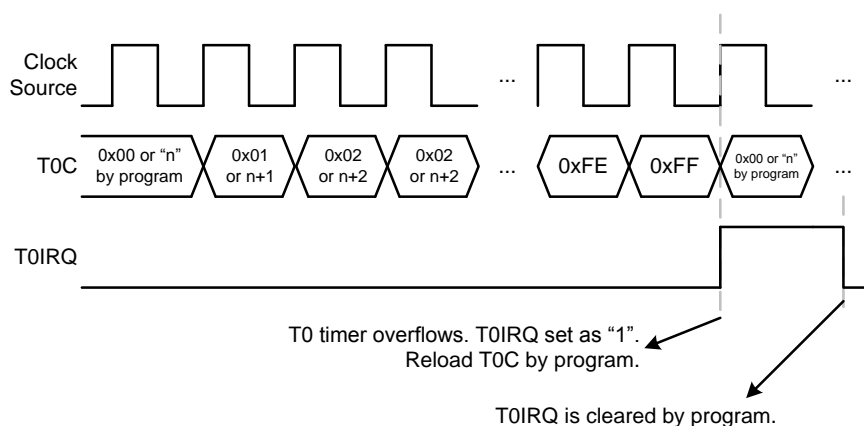 Clock
Source
...
...
T0C
0x00 or “n”
by program
0x01
or n+1
0x02
or n+2
0x02
or n+2
...
0xFE
0xFF
0x00 or “n”
by program
...
T0IRQ
T0 timer overflows. T0IRQ set as “1”.
Reload T0C by program.
T0IRQ is cleared by program.